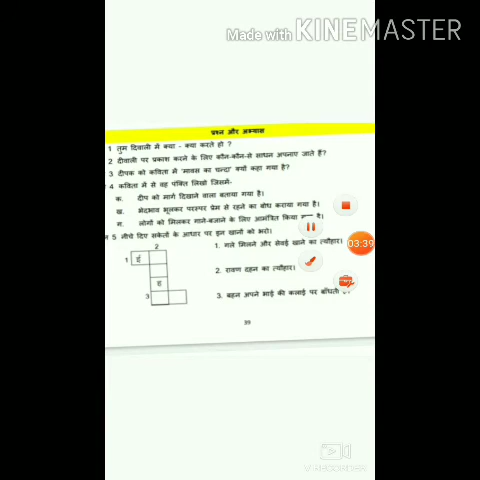 Made with KINEMASTER
प्रश्न और अभ्यास
1 तुम दिवाली में क्या - क्या करते हो ?
2 दीवाली पर प्रकाश करने के लिए कौन-कौन-से साधन अपनाए जाते हैं?
3 दीपक को कविता में 'मावस का चन्दा' क्यों कहा गया है?
4 कविता में से वह पंक्ति लिखो जिसमें-
क. दीप को मार्ग दिखाने वाला बताया गया है।
ख. भेदभाव भूलकर परस्पर प्रेम से रहने का बोध कराया गया है।
ग. लोगों को मिलकर गाने-बजाने के लिए आमंत्रित किया है।
5 नीचे दिए संकेतों के आधार पर इन खानों को भरो।
2
1 ई
ह
3
1. गले मिलने और सेवई खाने का त्यौहार।
2. रावण दहन का त्यौहार।
3. बहन अपने भाई की कलाई पर बाँधती
03:39
39
VRECORDER